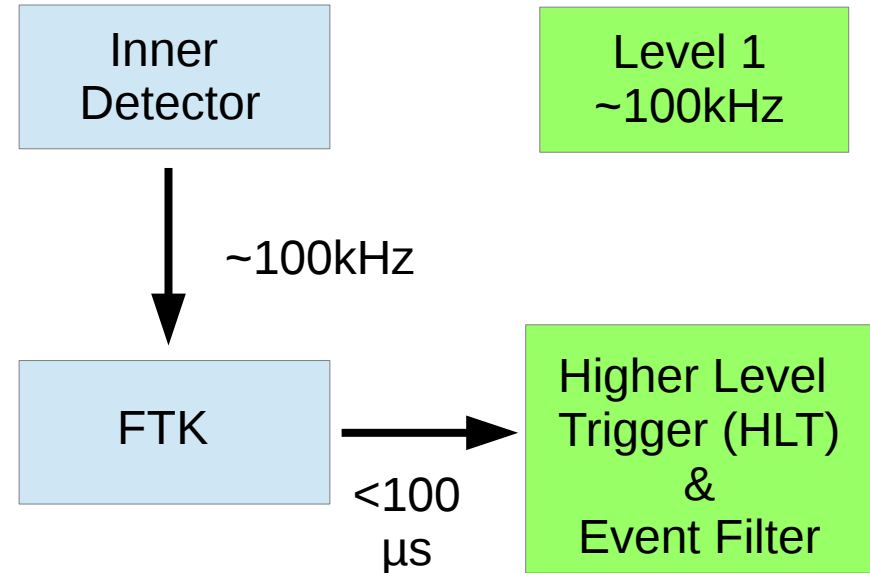 Inner
Detector
Level 1
~100kHz
~100kHz
FTK
<100
µs
Higher Level
Trigger (HLT)
&
Event Filter